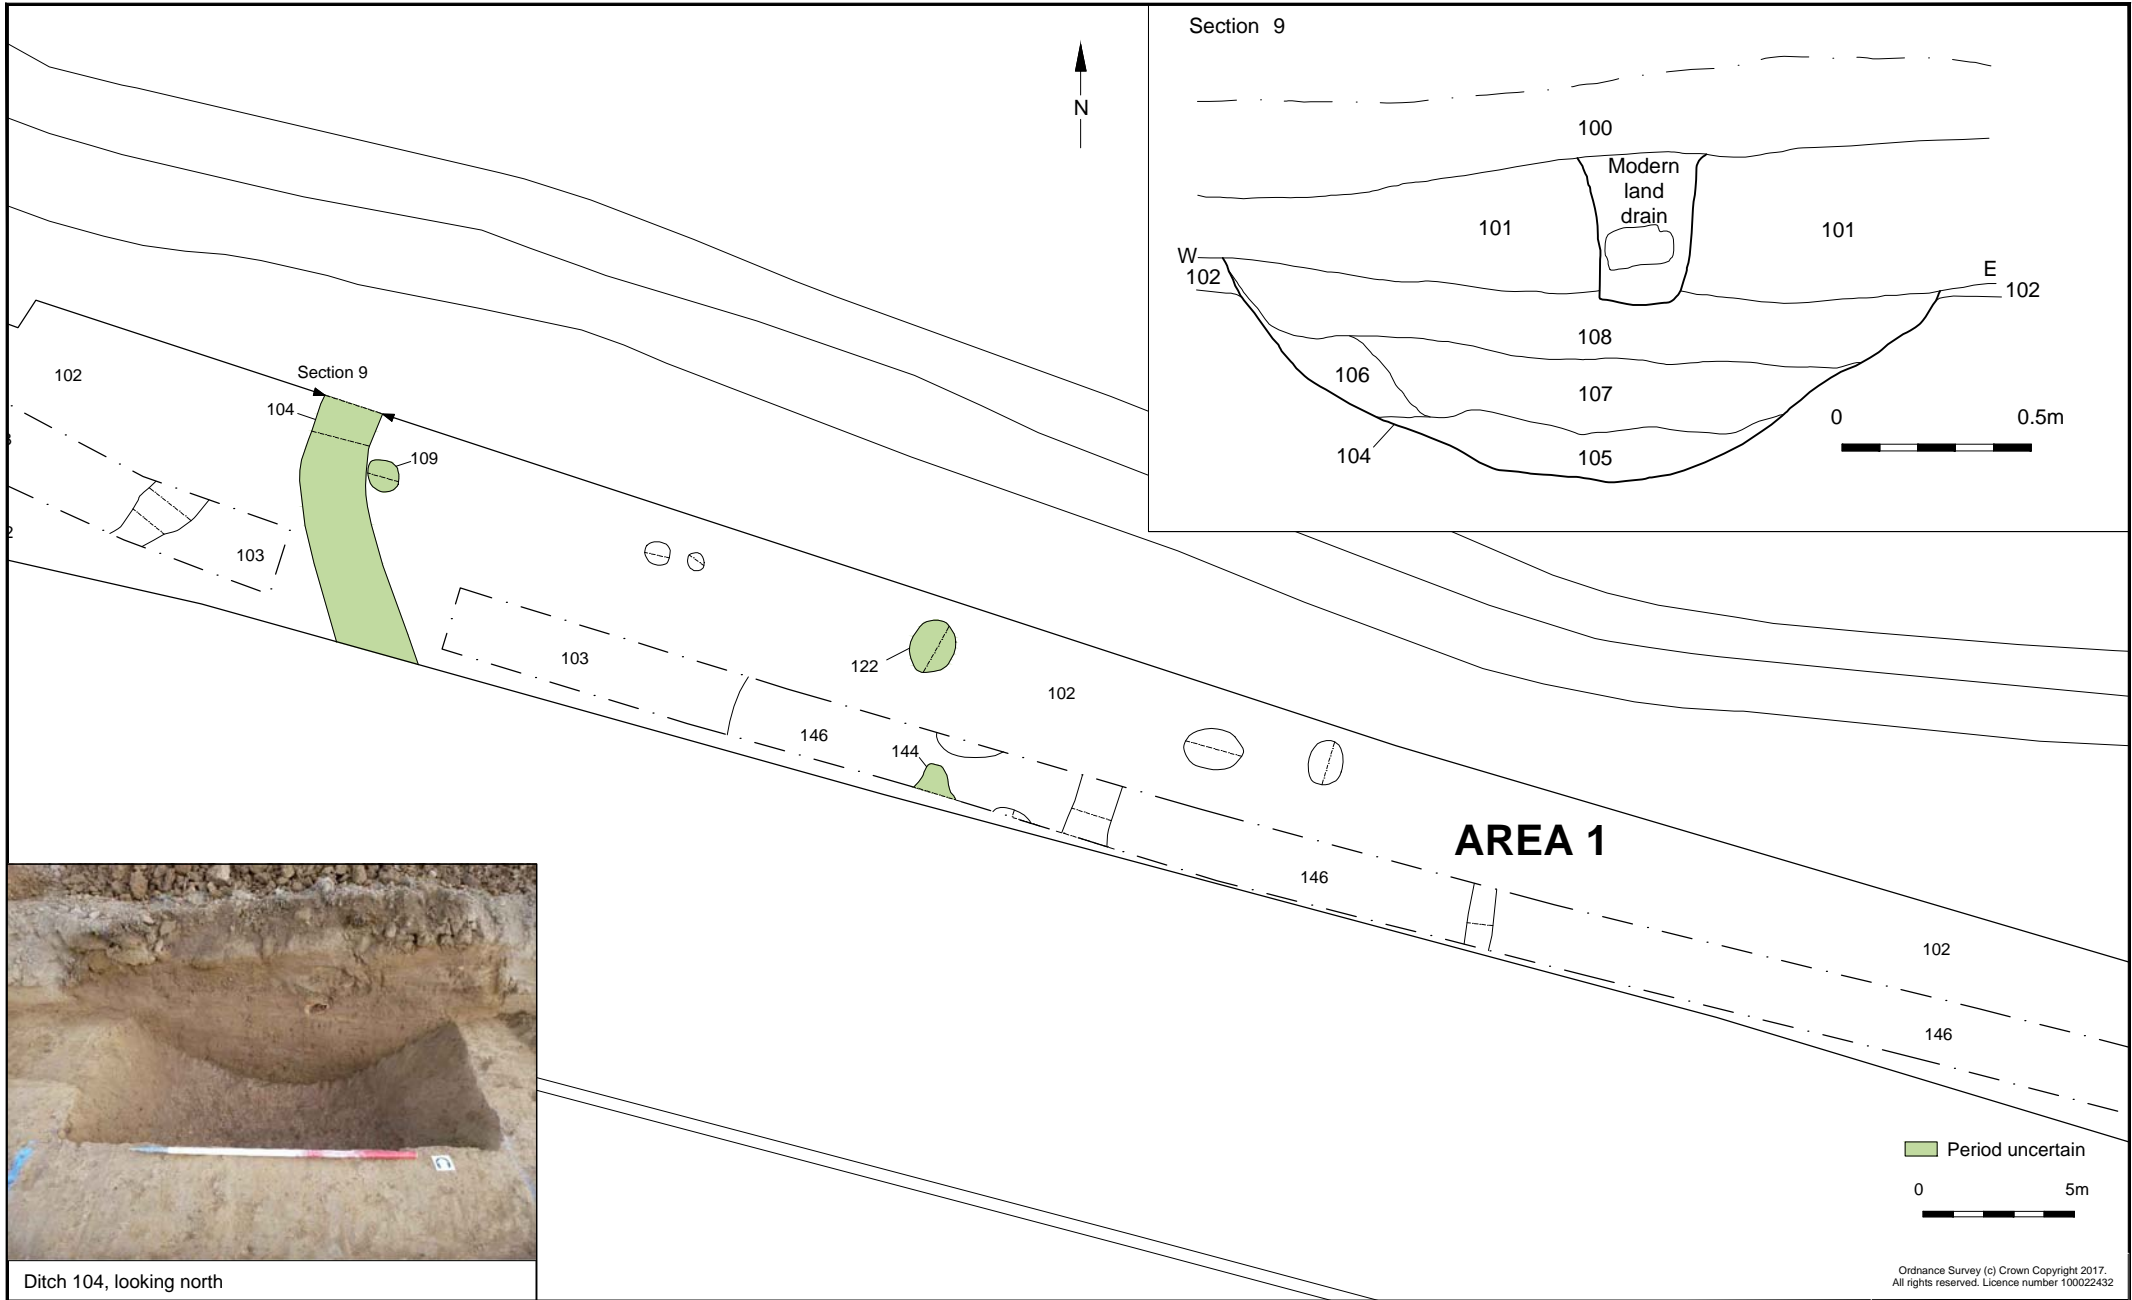 Section 9
100
Modern
land
drain
101
101
W
102
E
102
108
106
107
104
105
0 0.5m
N
102
Section 9
104
109
103
103
122
102
146
144
AREA 1
146
102
146
Period uncertain
0 5m
Ditch 104, looking north
Ordnance Survey (c) Crown Copyright 2017.
All rights reserved. Licence number 100022432